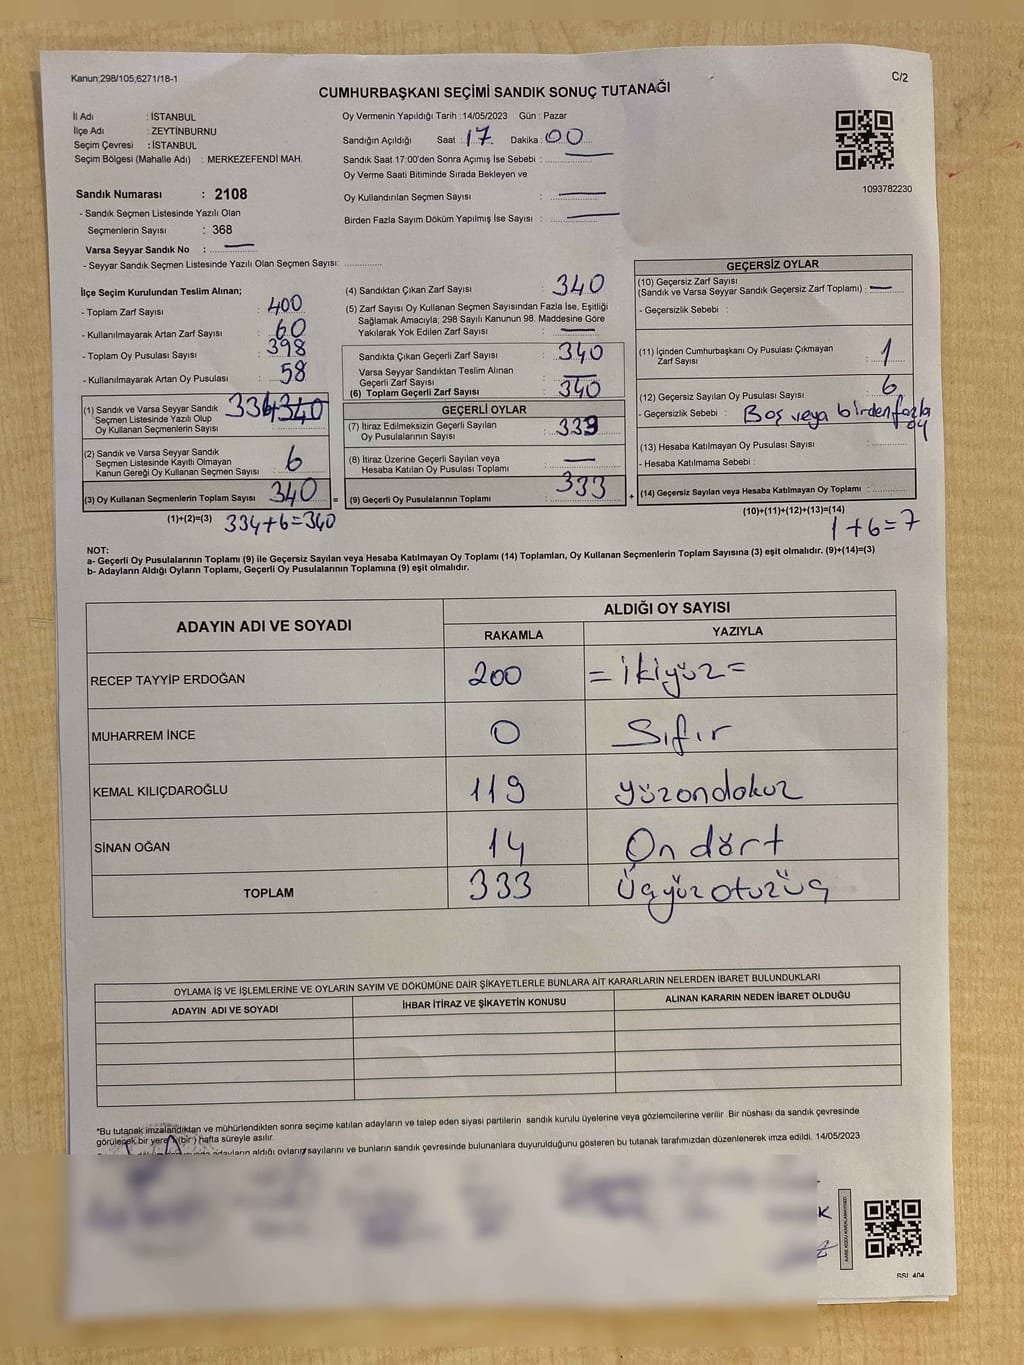 Kanun;298/105,6271/18-1
C/2
CUMHURBAŞKANI SEÇİMİ SANDIK SONUÇ TUTANAĞI
İl Adı : İSTANBUL
İlçe Adı : ZEYTİNBURNU
Seçim Çevresi : İSTANBUL
Seçim Bölgesi (Mahalle Adı) : MERKEZEFENDİ MAH.
Sandık Numarası : 2108
- Sandık Seçmen Listesinde Yazılı Olan
Seçmenlerin Sayısı : 368
Varsa Seyyar Sandık No :
- Seyyar Sandık Seçmen Listesinde Yazılı Olan Seçmen Sayısı:
Oy Vermenin Yapıldığı Tarih : 14/05/2023 Gün : Pazar
Sandığın Açıldığı Saat : 17. Dakika : 00
Sandık Saat 17:00'den Sonra Açımış İse Sebebi :
Oy Verme Saati Bitiminde Sırada Bekleyen ve
Oy Kullandırılan Seçmen Sayısı :
Birden Fazla Sayım Döküm Yapılmış İse Sayısı :
1093782230
İlçe Seçim Kurulundan Teslim Alınan;
- Toplam Zarf Sayısı : 400
- Kullanılmayarak Artan Zarf Sayısı : 60
- Toplam Oy Pusulası Sayısı : 398
- Kullanılmayarak Artan Oy Pusulası : 58
(1) Sandık ve Varsa Seyyar Sandık 334 340
Seçmen Listesinde Yazılı Olup
Oy Kullanan Seçmenlerin Sayısı :
(2) Sandık ve Varsa Seyyar Sandık
Seçmen Listesinde Kayıtlı Olmayan
Kanun Gereği Oy Kullanan Seçmen Sayısı : 6
(3) Oy Kullanan Seçmenlerin Toplam Sayısı : 340 =
(1)+(2)=(3) 334+6=340
(4) Sandıktan Çıkan Zarf Sayısı : 340
(5) Zarf Sayısı Oy Kullanan Seçmen Sayısından Fazla İse, Eşitliği
Sağlamak Amacıyla; 298 Sayılı Kanunun 98. Maddesine Göre
Yakılarak Yok Edilen Zarf Sayısı :
Sandıkta Çıkan Geçerli Zarf Sayısı : 340
Varsa Seyyar Sandıktan Teslim Alınan
Geçerli Zarf Sayısı :
(6) Toplam Geçerli Zarf Sayısı : 340
GEÇERLİ OYLAR
(7) İtiraz Edilmeksizin Geçerli Sayılan
Oy Pusulalarının Sayısı : 333
(8) İtiraz Üzerine Geçerli Sayılan veya
Hesaba Katılan Oy Pusulası Toplamı :
(9) Geçerli Oy Pusulalarının Toplamı : 333 +
GEÇERSİZ OYLAR
(10) Geçersiz Zarf Sayısı
(Sandık ve Varsa Seyyar Sandık Geçersiz Zarf Toplamı) :
- Geçersizlik Sebebi :
(11) İçinden Cumhurbaşkanı Oy Pusulası Çıkmayan
Zarf Sayısı : 1
(12) Geçersiz Sayılan Oy Pusulası Sayısı : 6
- Geçersizlik Sebebi : Boş veya birden fazla
oy
(13) Hesaba Katılmayan Oy Pusulası Sayısı :
- Hesaba Katılmama Sebebi :
(14) Geçersiz Sayılan veya Hesaba Katılmayan Oy Toplamı :
(10)+(11)+(12)+(13)=(14)
1+6=7
NOT:
a- Geçerli Oy Pusulalarının Toplamı (9) ile Geçersiz Sayılan veya Hesaba Katılmayan Oy Toplamı (14) Toplamları, Oy Kullanan Seçmenlerin Toplam Sayısına (3) eşit olmalıdır. (9)+(14)=(3)
b- Adayların Aldığı Oyların Toplamı, Geçerli Oy Pusulalarının Toplamına (9) eşit olmalıdır.
ADAYIN ADI VE SOYADI
ALDIĞI OY SAYISI
RAKAMLA YAZIYLA
RECEP TAYYİP ERDOĞAN 200 = ikiyüz =
MUHARREM İNCE 0 Sıfır
KEMAL KILIÇDAROĞLU 119 yüzondokuz
SİNAN OĞAN 14 On dört
TOPLAM 333 Üçyüzotuzüç
OYLAMA İŞ VE İŞLEMLERİNE VE OYLARIN SAYIM VE DÖKÜMÜNE DAİR ŞİKAYETLERLE BUNLARA AİT KARARLARIN NELERDEN İBARET BULUNDUKLARI
ADAYIN ADI VE SOYADI İHBAR İTİRAZ VE ŞİKAYETİN KONUSU ALINAN KARARIN NEDEN İBARET OLDUĞU
*Bu tutanak imzalandıktan ve mühürlendikten sonra seçime katılan adayların ve talep eden siyasi partilerin sandık kurulu üyelerine veya gözlemcilerine verilir. Bir nüshası da sandık çevresinde
görülecek bir yere (bir) hafta süreyle asılır.
adayların aldığı oyların sayılarını ve bunların sandık çevresinde bulunanlara duyurulduğunu gösteren bu tutanak tarafımızdan düzenlenerek imza edildi. 14/05/2023